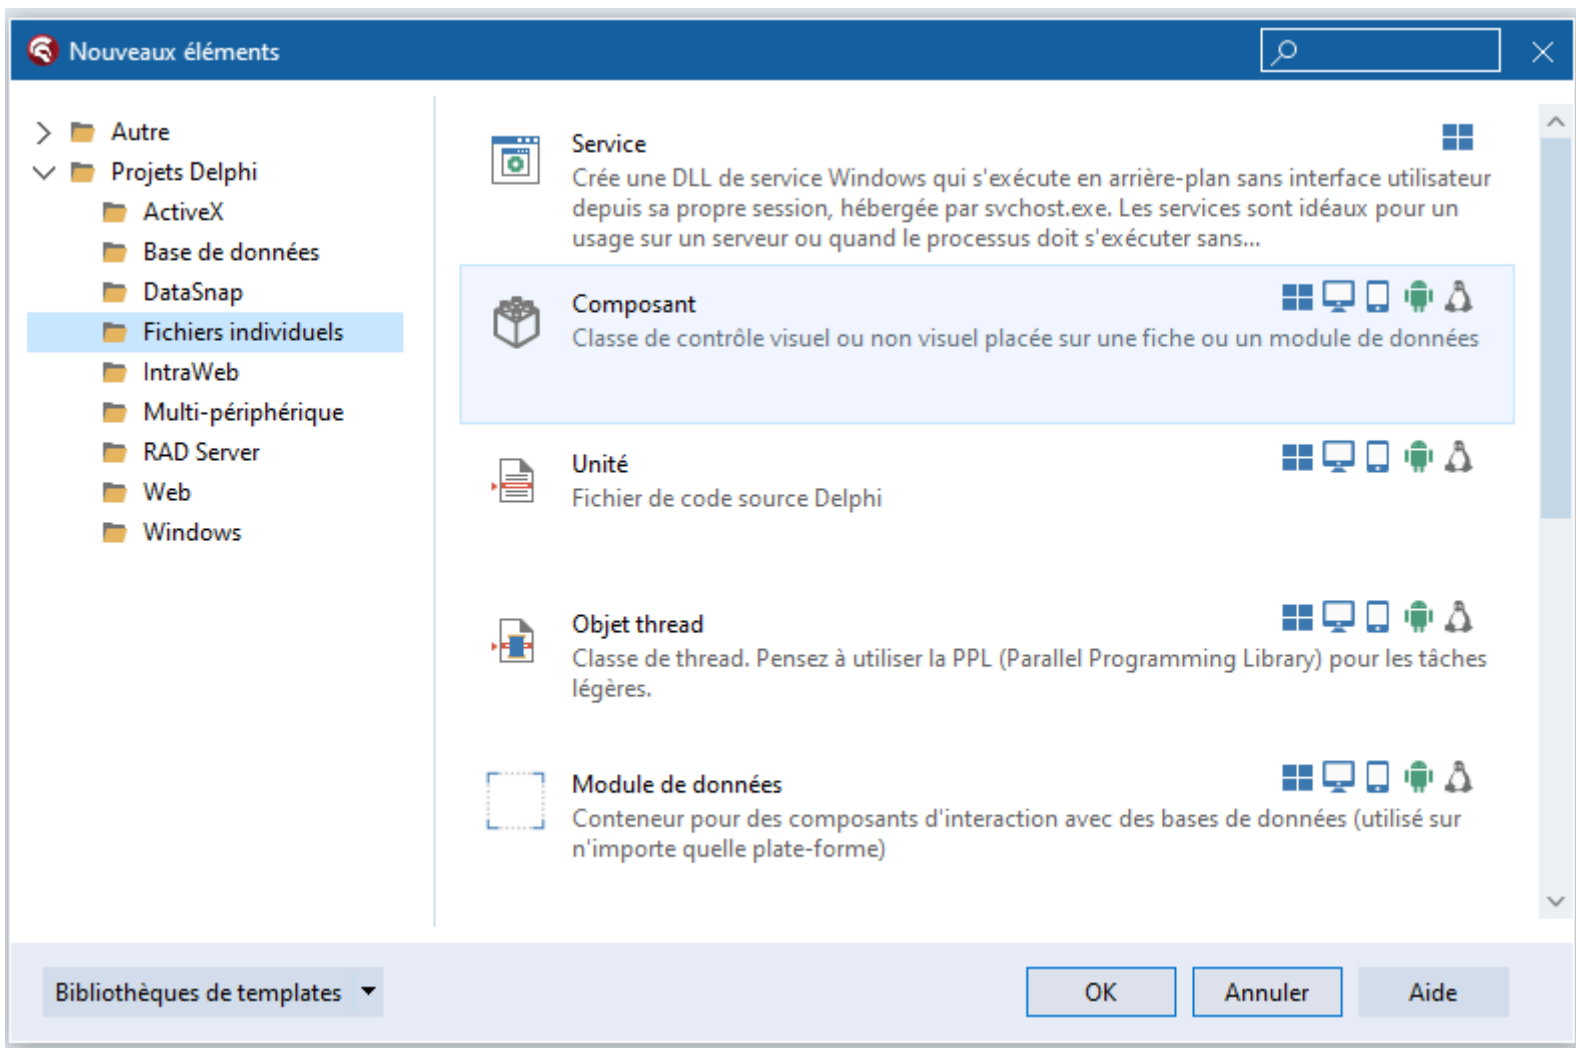 Nouveaux éléments
Autre
Projets Delphi
ActiveX
Base de données
DataSnap
Fichiers individuels
IntraWeb
Multi-périphérique
RAD Server
Web
Windows
Service
Crée une DLL de service Windows qui s'exécute en arrière-plan sans interface utilisateur
depuis sa propre session, hébergée par svchost.exe. Les services sont idéaux pour un
usage sur un serveur ou quand le processus doit s'exécuter sans...
Composant
Classe de contrôle visuel ou non visuel placée sur une fiche ou un module de données
Unité
Fichier de code source Delphi
Objet thread
Classe de thread. Pensez à utiliser la PPL (Parallel Programming Library) pour les tâches
légères.
Module de données
Conteneur pour des composants d'interaction avec des bases de données (utilisé sur
n'importe quelle plate-forme)
Bibliothèques de templates
OK
Annuler
Aide